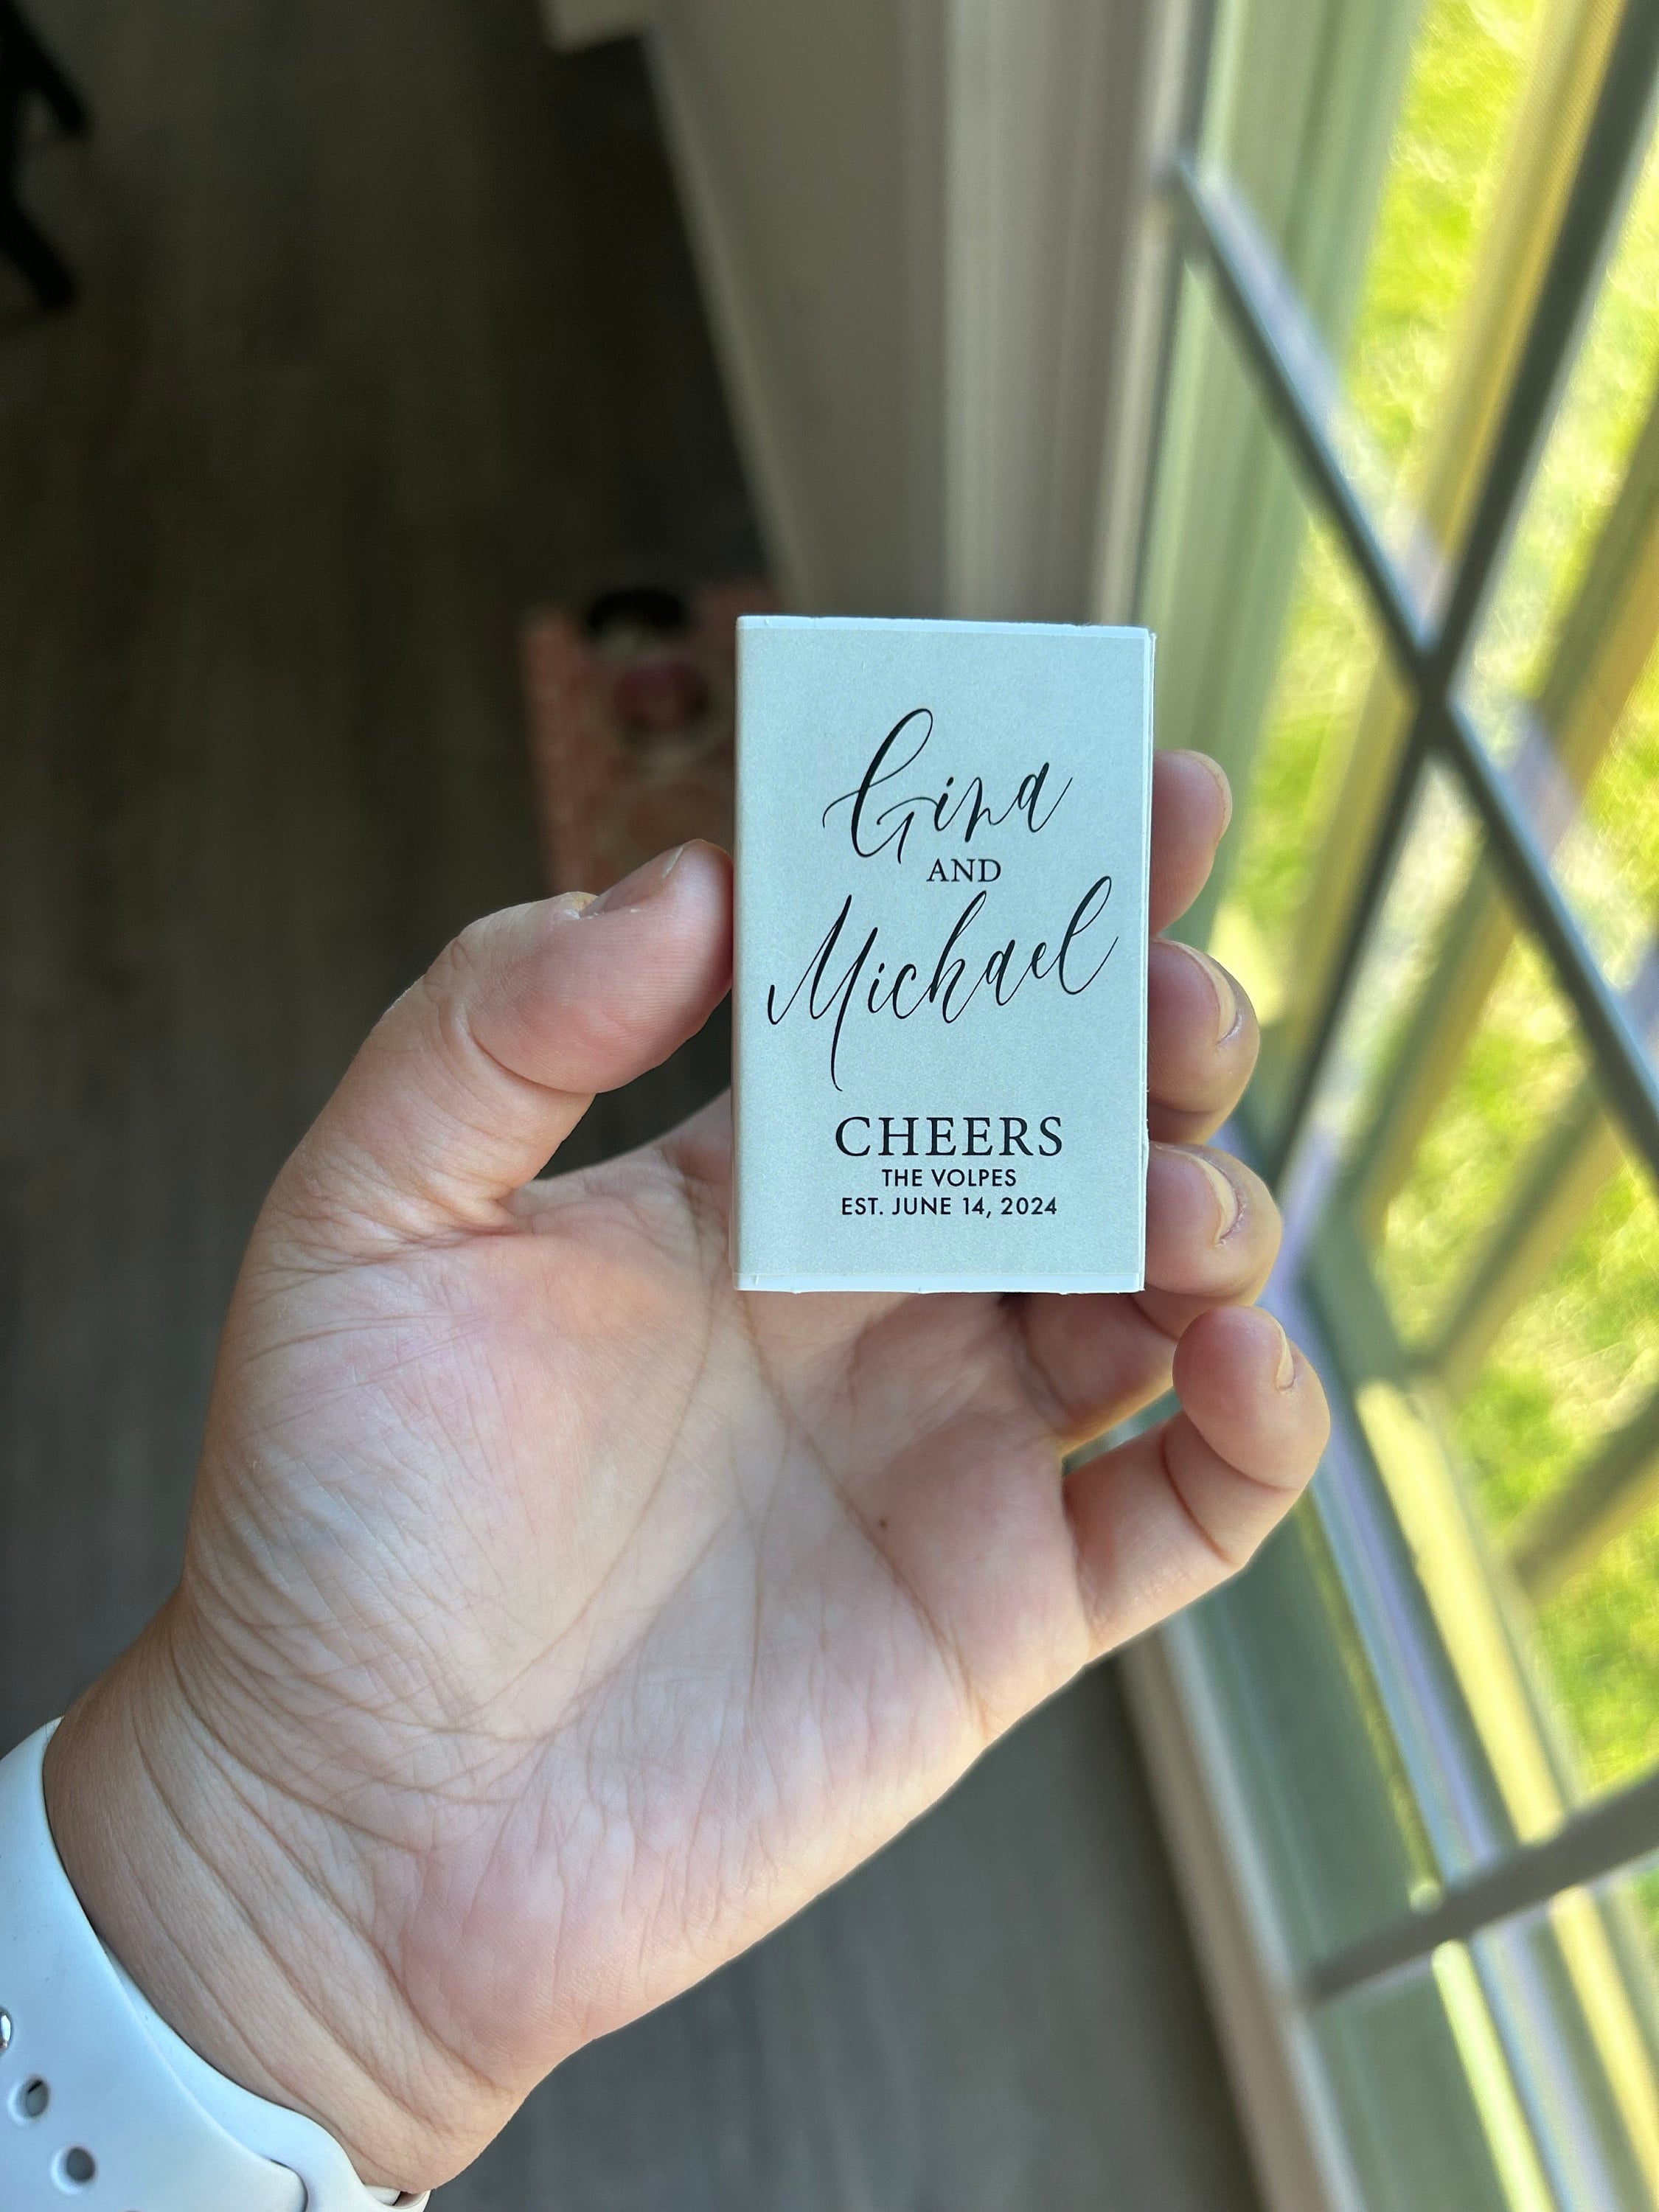 Gina
AND
Michael
CHEERS
THE VOLPES
EST. JUNE 14, 2024